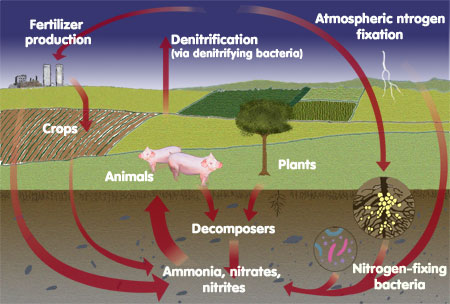 Fertilizer
production
Denitrification
(via denitrifying bacteria)
Atmospheric ntrogen
fixation
Crops
Animals
Plants
Decomposers
Ammonia, nitrates,
nitrites
Nitrogen-fixing
bacteria